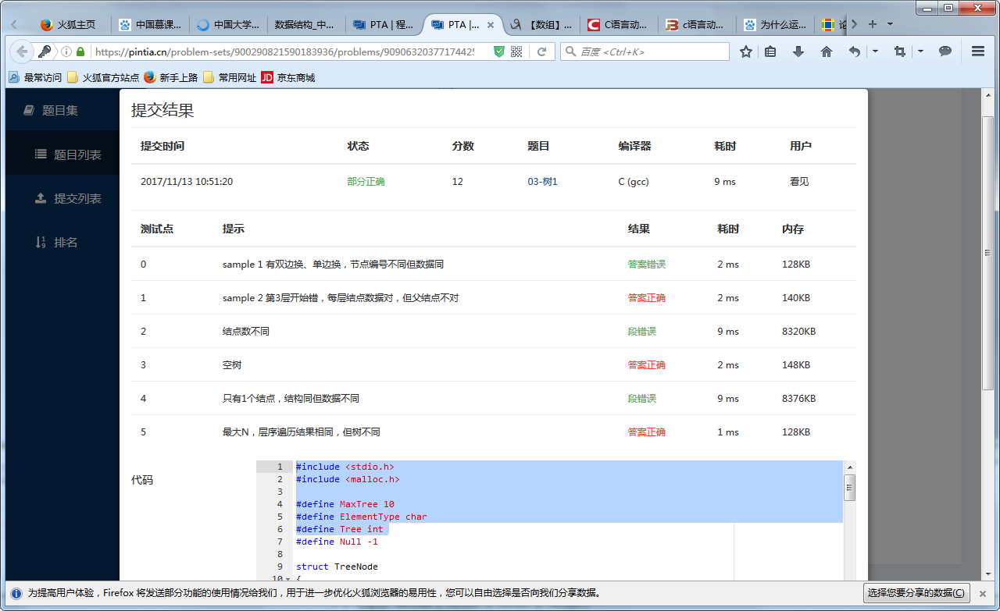 火狐主页
中国慕课...
中国大学...
数据结构_中...
PTA | 程...
PTA |...
【数组】...
C语言动...
c语言动...
为什么运...
https://pintia.cn/problem-sets/900290821590183936/problems/90906320377174425
百度 <Ctrl+K>
最常访问 火狐官方站点 新手上路 常用网址 JD 京东商城
题目集
题目列表
提交列表
排名
提交结果
提交时间 状态 分数 题目 编译器 耗时 用户
2017/11/13 10:51:20 部分正确 12 03-树1 C (gcc) 9 ms 看见
测试点 提示 结果 耗时 内存
0 sample 1 有双边换、单边换，节点编号不同但数据同 答案错误 2 ms 128KB
1 sample 2 第3层开始错，每层结点数据对，但父结点不对 答案正确 2 ms 140KB
2 结点数不同 段错误 9 ms 8320KB
3 空树 答案正确 2 ms 148KB
4 只有1个结点，结构同但数据不同 段错误 9 ms 8376KB
5 最大N，层序遍历结果相同，但树不同 答案正确 1 ms 128KB
代码
1 #include <stdio.h>
2 #include <malloc.h>
3
4 #define MaxTree 10
5 #define ElementType char
6 #define Tree int
7 #define Null -1
8
9 struct TreeNode
10 {
为提高用户体验，Firefox 将发送部分功能的使用情况给我们，用于进一步优化火狐浏览器的易用性，您可以自由选择是否向我们分享数据。
选择您要分享的数据(C)